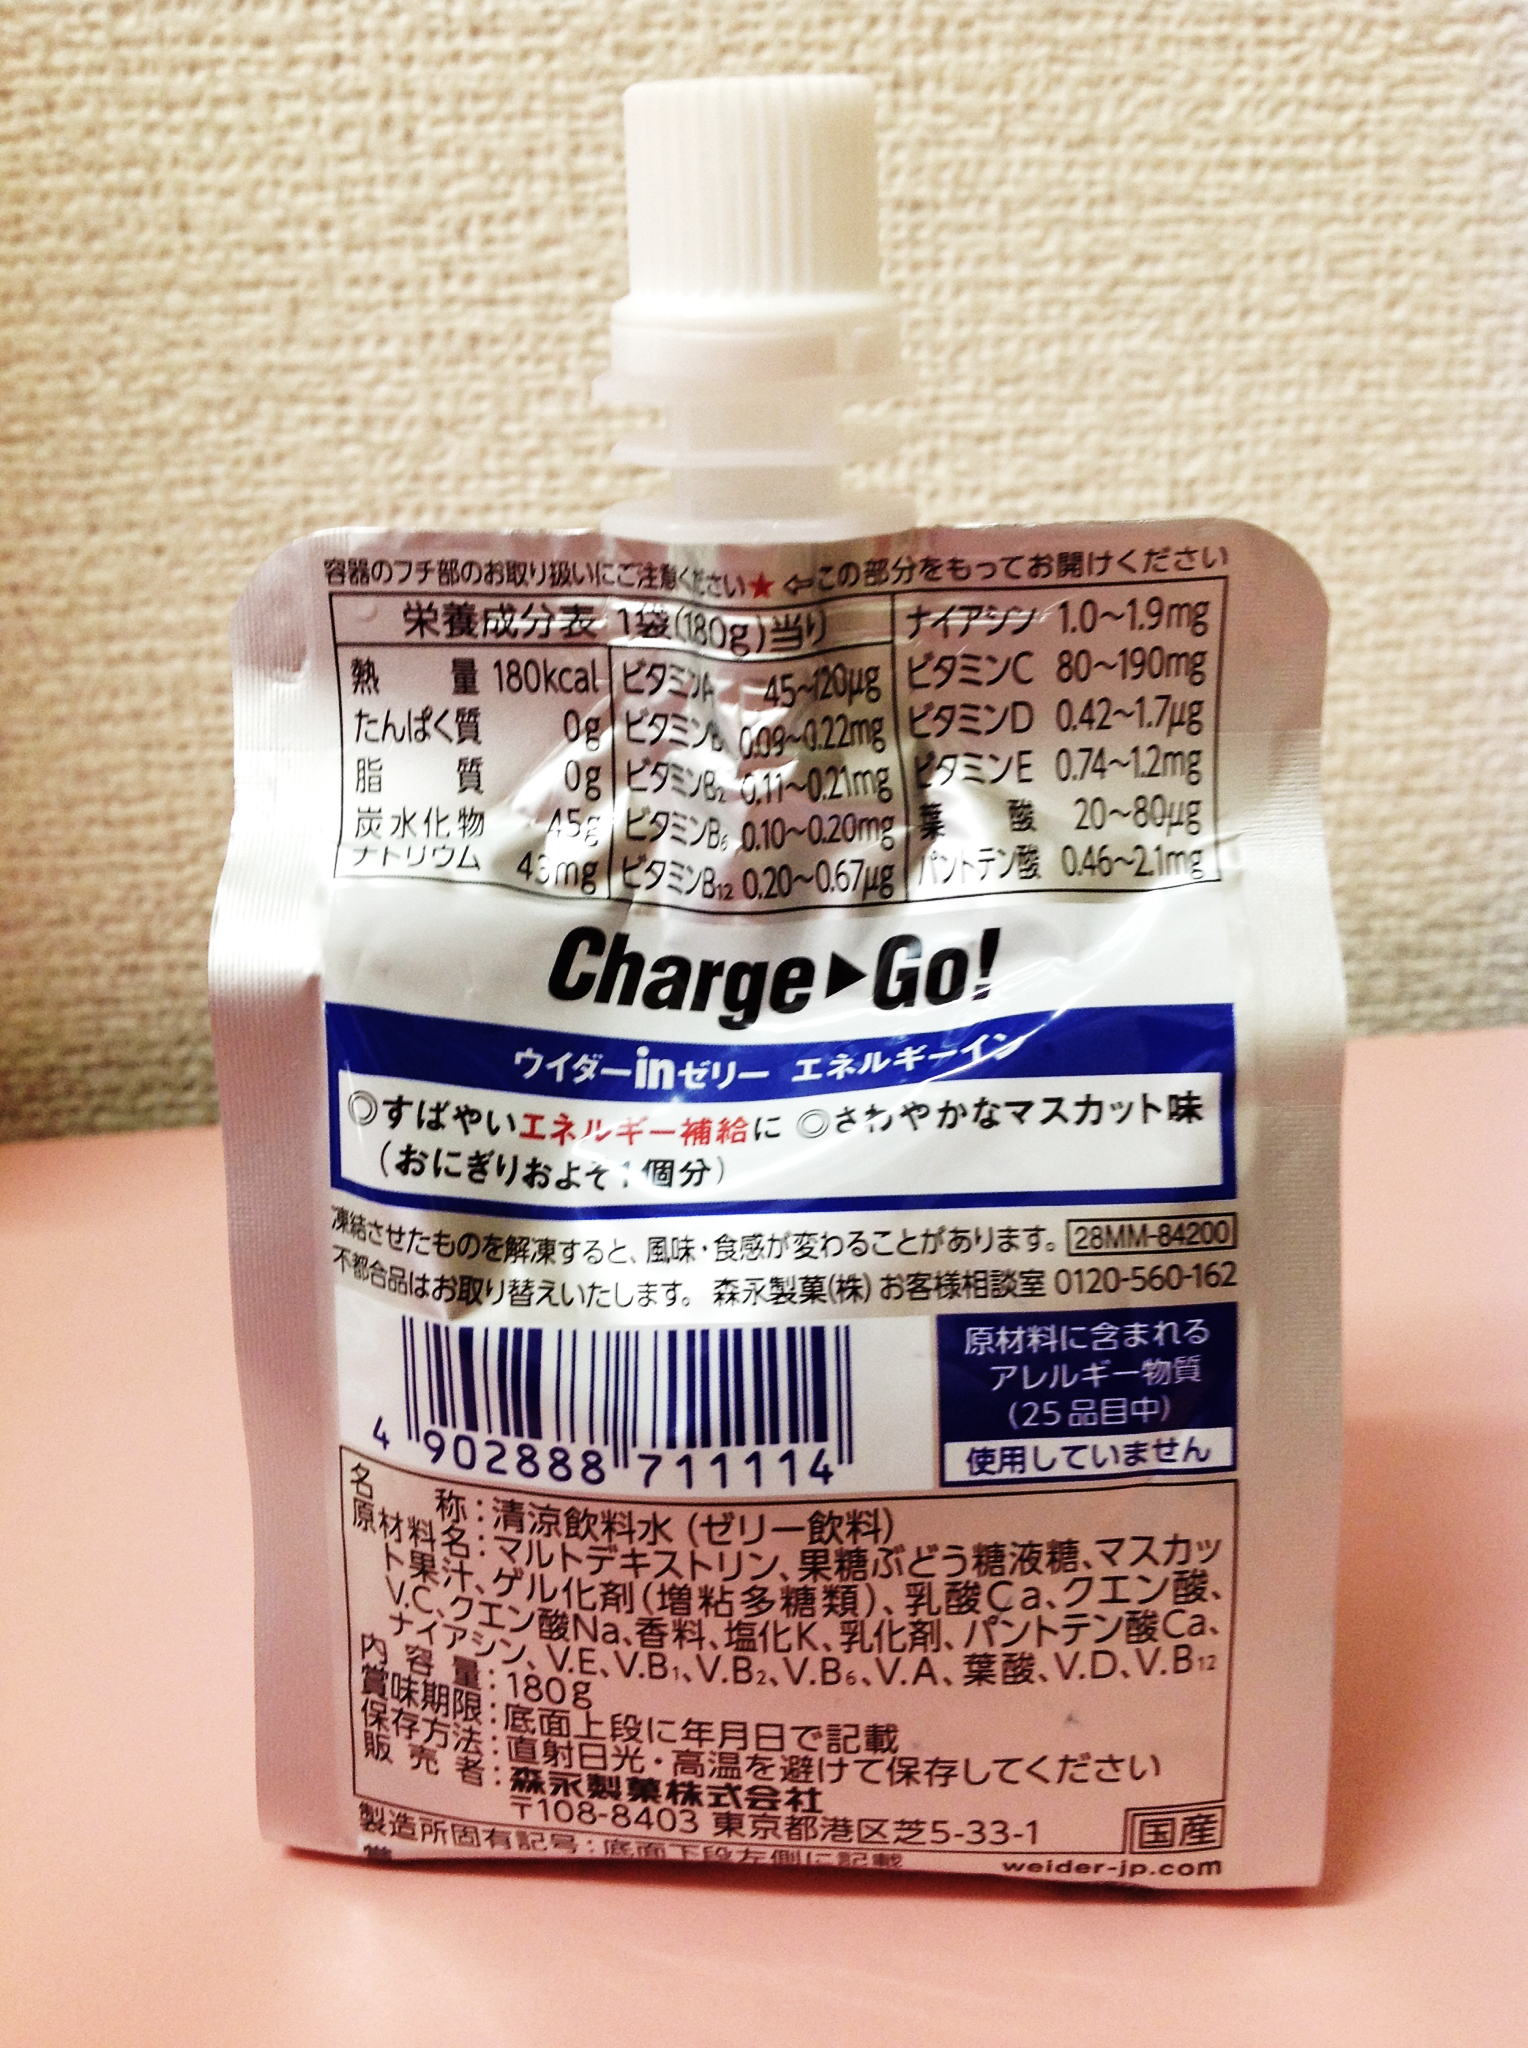 容器のフチ部のお取り扱いにご注意ください★⇦この部分をもってお開けください
栄養成分表 1袋(180g)当り
熱量 180kcal
たんぱく質 0g
脂質 0g
炭水化物 45g
ナトリウム 43mg
ビタミンA 45~120μg
ビタミンB 0.09~0.22mg
ビタミンB₂ 0.11~0.21mg
ビタミンB₆ 0.10~0.20mg
ビタミンB₁₂ 0.20~0.67μg
ナイアシン 1.0~1.9mg
ビタミンC 80~190mg
ビタミンD 0.42~1.7μg
ビタミンE 0.74~1.2mg
葉酸 20~80μg
パントテン酸 0.46~2.1mg
Charge▶Go!
ウイダーinゼリー エネルギーイン
◎すばやいエネルギー補給に ◎さわやかなマスカット味
(おにぎりおよそ1個分)
凍結させたものを解凍すると、風味・食感が変わることがあります。 28MM-84200
不都合品はお取り替えいたします。 森永製菓(株) お客様相談室 0120-560-162
4 902888 711114
原材料に含まれる
アレルギー物質
(25品目中)
使用していません
名称:清涼飲料水(ゼリー飲料)
原材料名:マルトデキストリン、果糖ぶどう糖液糖、マスカッ
ト果汁、ゲル化剤(増粘多糖類)、乳酸Ca、クエン酸、
V.C、クエン酸Na、香料、塩化K、乳化剤、パントテン酸Ca、
ナイアシン、V.E、V.B₁、V.B₂、V.B₆、V.A、葉酸、V.D、V.B₁₂
内容量:180g
賞味期限:底面上段に年月日で記載
保存方法:直射日光・高温を避けて保存してください
販売者:森永製菓株式会社
〒108-8403 東京都港区芝5-33-1
国産
製造所固有記号:底面下段左側に記載
weider-jp.com